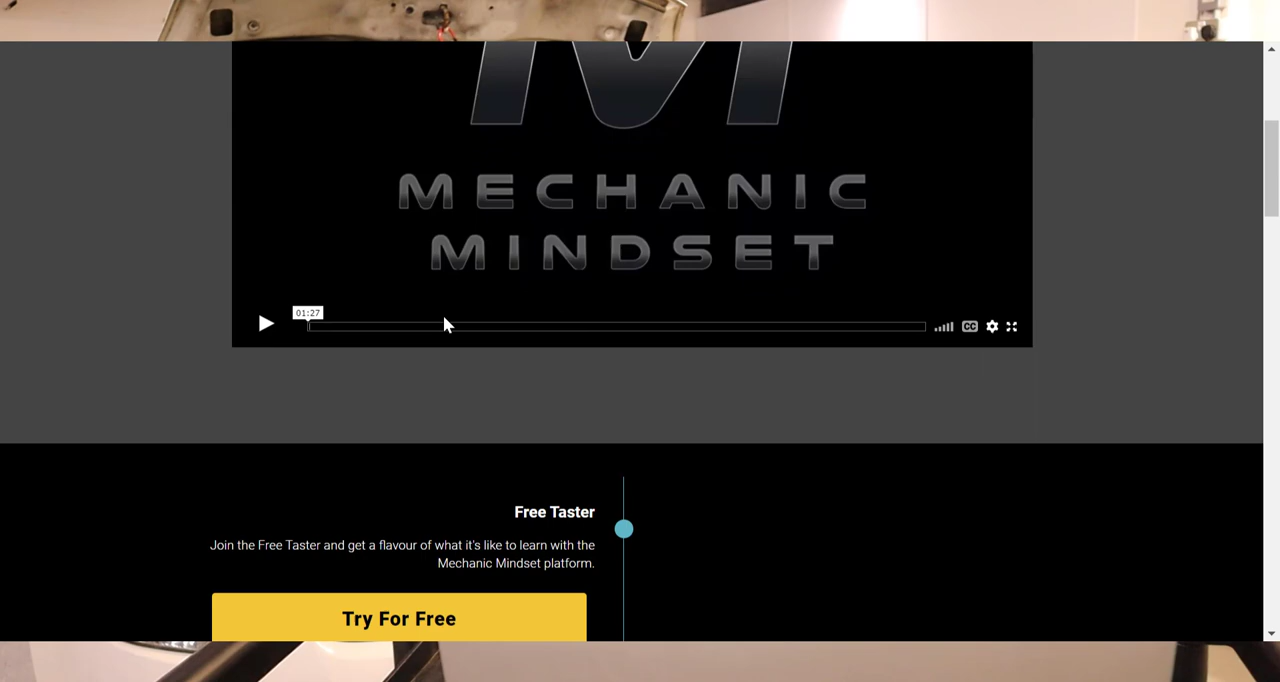 M
MECHANIC
MINDSET
01:27
CC
Free Taster
Join the Free Taster and get a flavour of what it's like to learn with the
Mechanic Mindset platform.
Try For Free